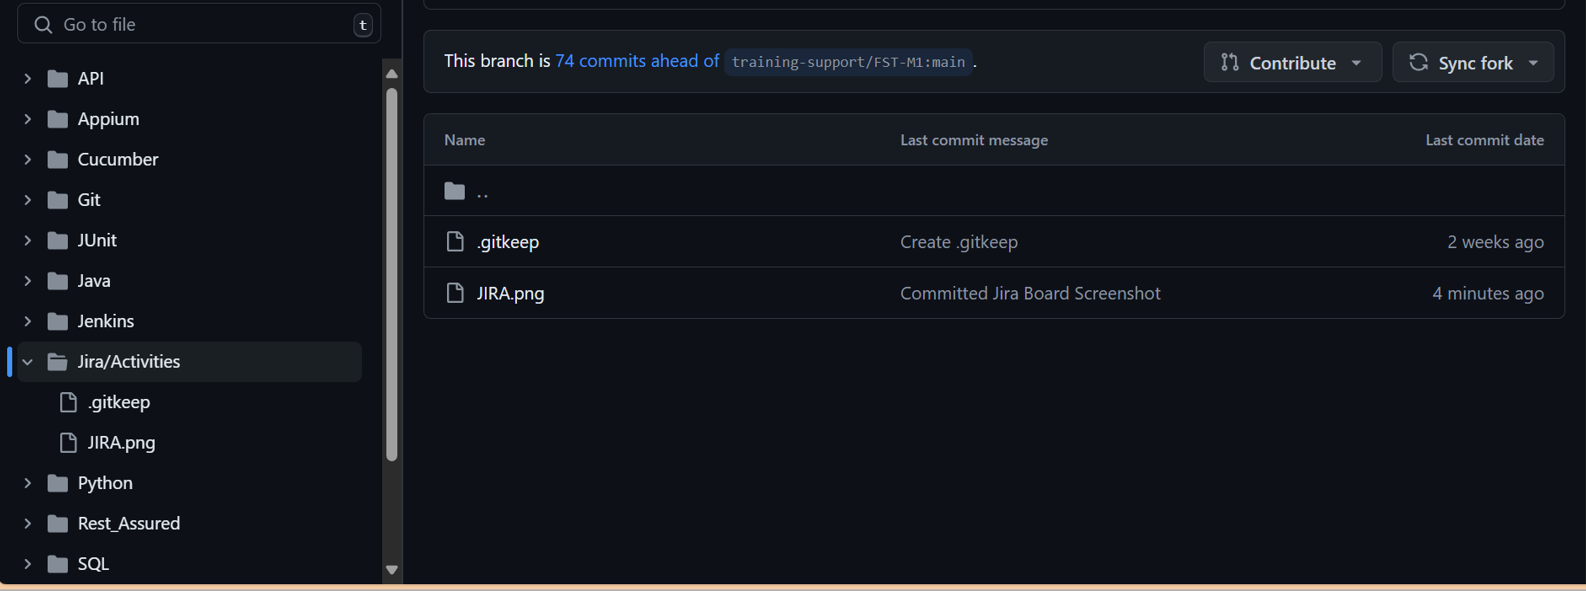 Go to file t
API
Appium
Cucumber
Git
JUnit
Java
Jenkins
Jira/Activities
.gitkeep
JIRA.png
Python
Rest_Assured
SQL
This branch is 74 commits ahead of training-support/FST-M1:main.
Contribute
Sync fork
Name Last commit message Last commit date
..
.gitkeep Create .gitkeep 2 weeks ago
JIRA.png Committed Jira Board Screenshot 4 minutes ago